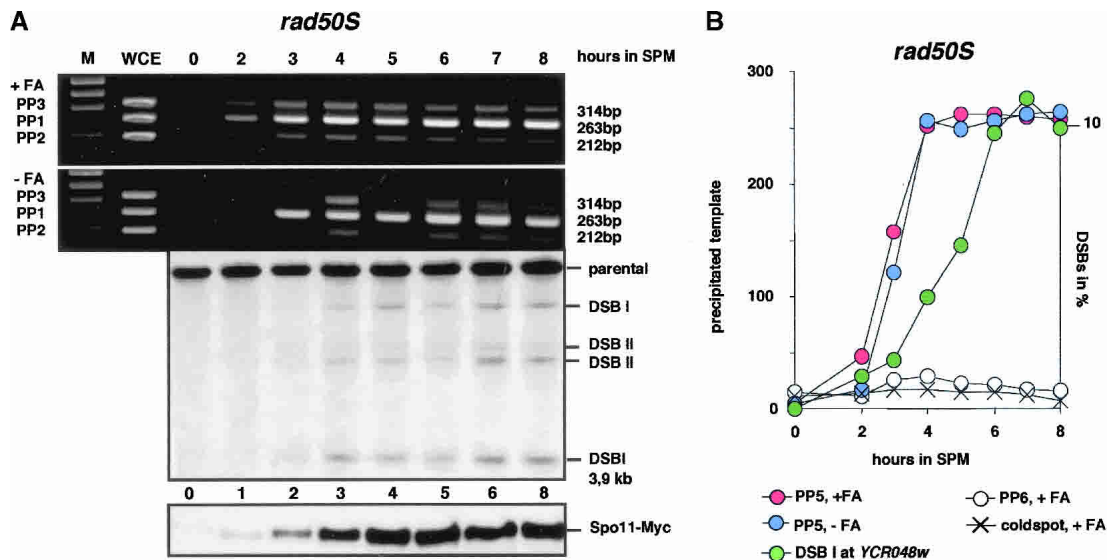 A
rad50S
M WCE 0 2 3 4 5 6 7 8 hours in SPM
+ FA
PP3
PP1
PP2
314bp
263bp
212bp
- FA
PP3
PP1
PP2
314bp
263bp
212bp
parental
DSB I
DSB II
DSB II
DSBI
3,9 kb
0 1 2 3 4 5 6 8
Spo11-Myc
B
rad50S
300
200
100
0
precipitated template
10
DSBs in %
0 2 4 6 8
hours in SPM
PP5, +FA
PP5, - FA
DSB I at YCR048w
PP6, + FA
coldspot, + FA